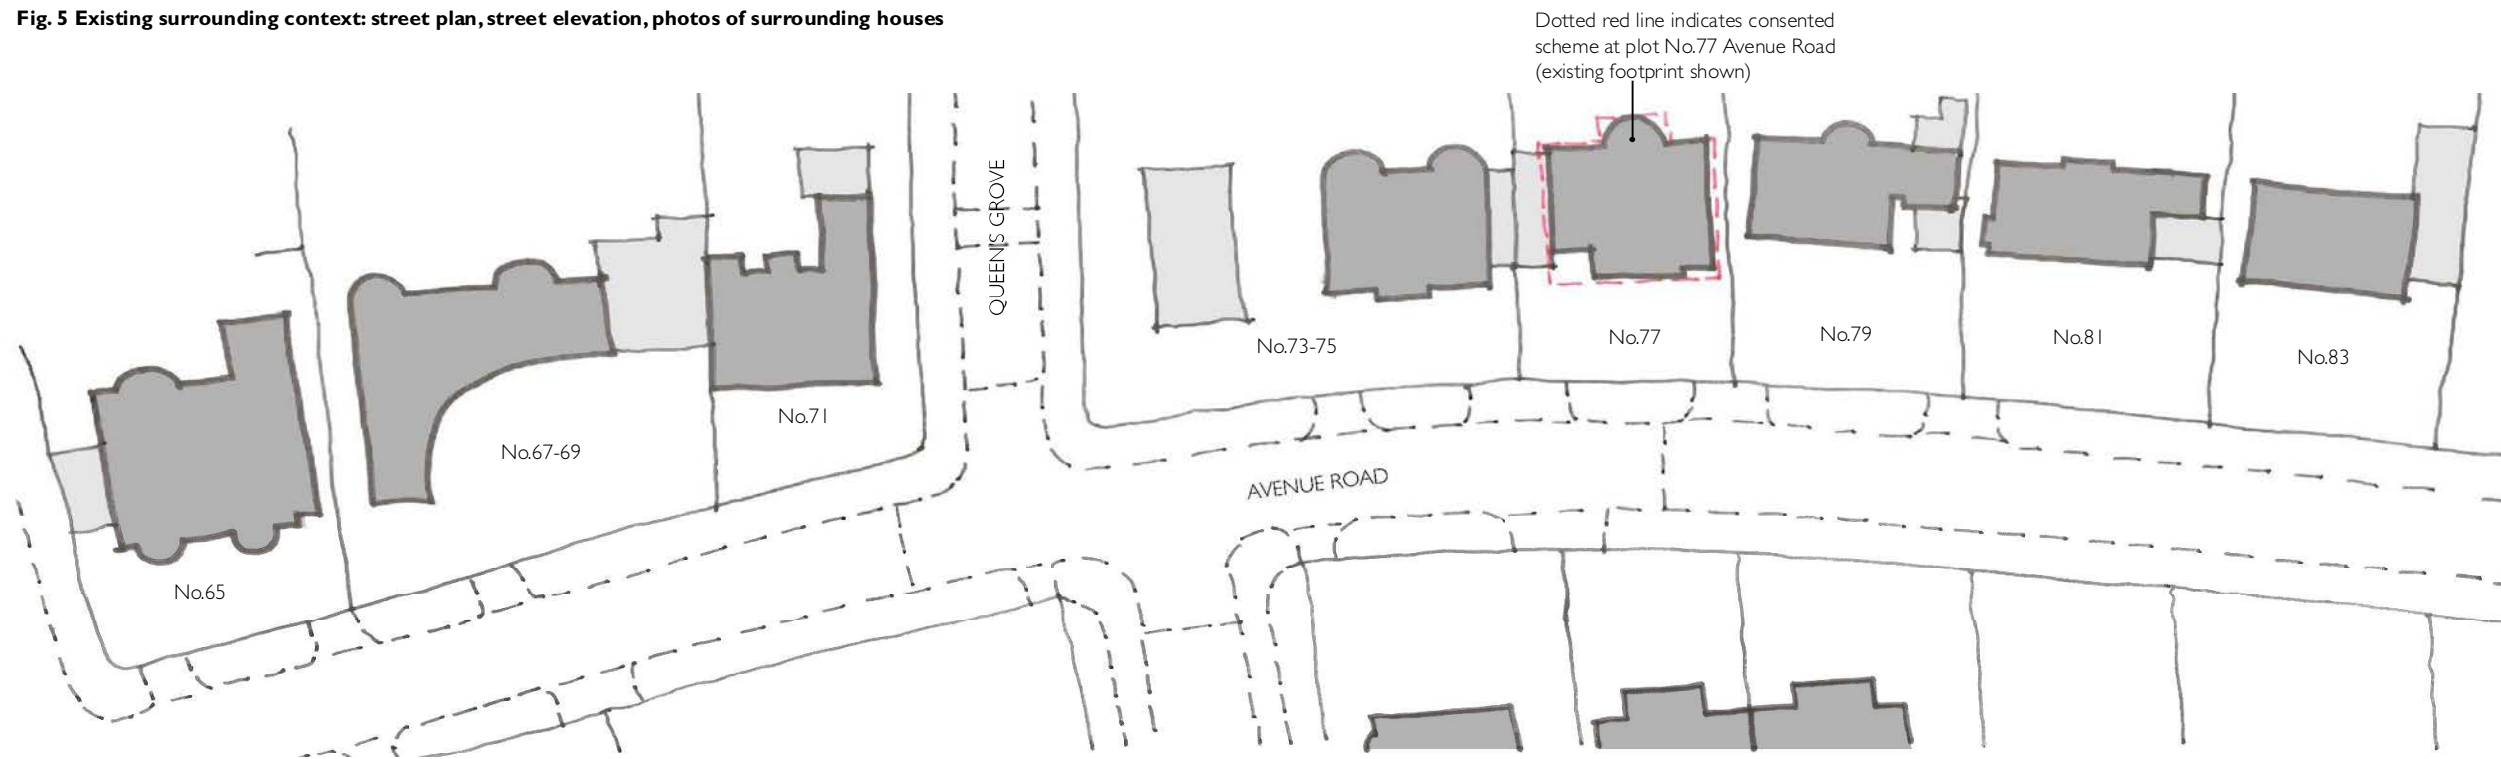 Fig. 5 Existing surrounding context: street plan, street elevation, photos of surrounding houses
Dotted red line indicates consented
scheme at plot No.77 Avenue Road
(existing footprint shown)
QUEEN'S GROVE
No.73-75
No.77
No.79
No.81
No.83
No.71
No.67-69
AVENUE ROAD
No.65